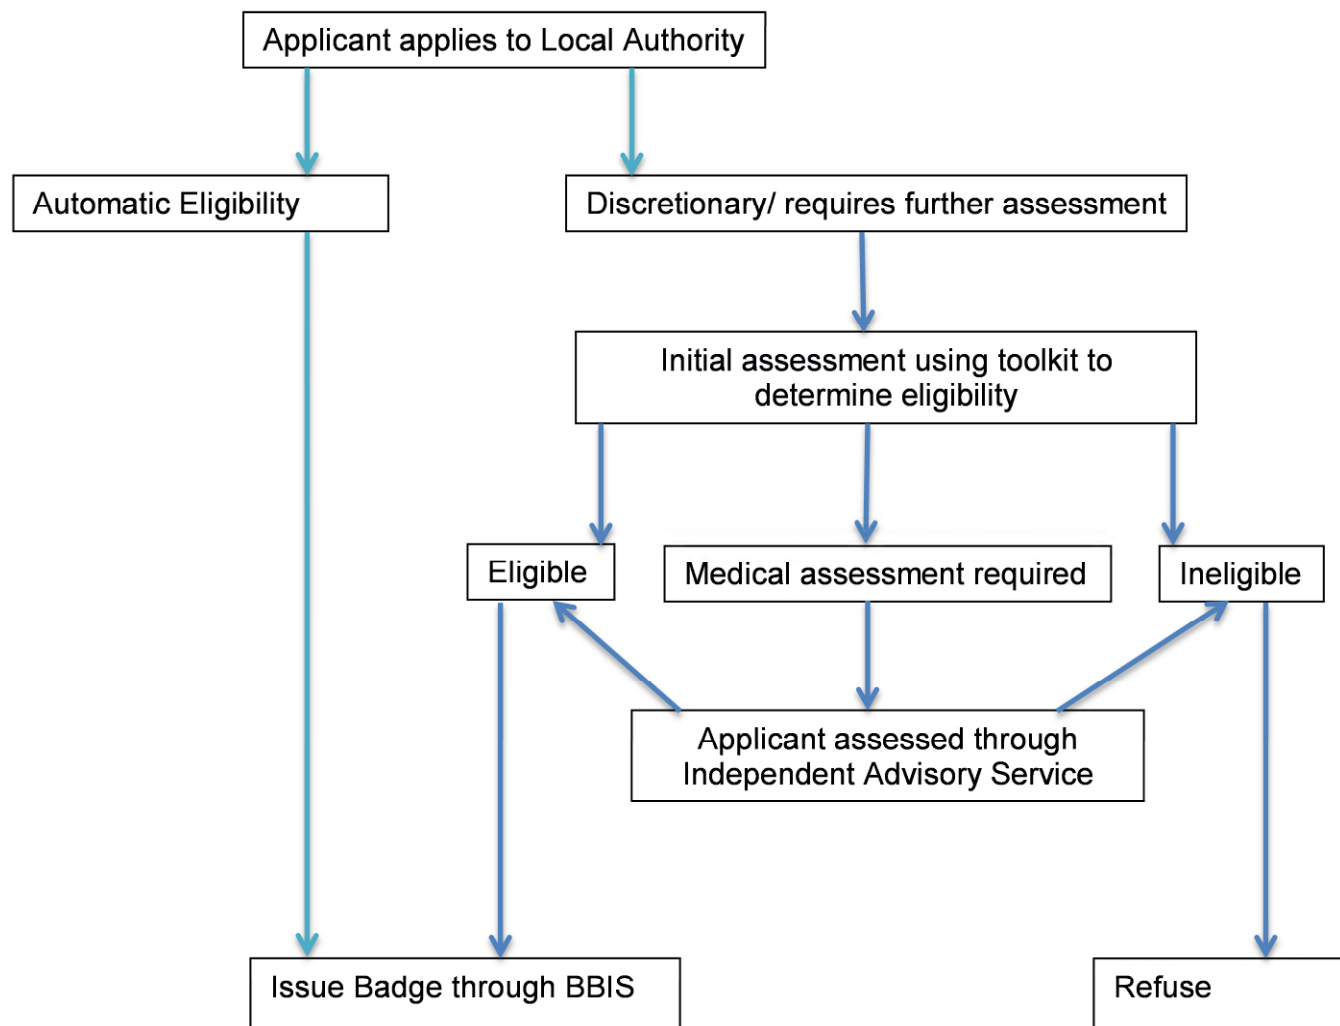 Applicant applies to Local Authority
Automatic Eligibility
Discretionary/ requires further assessment
Initial assessment using toolkit to
determine eligibility
Eligible
Medical assessment required
Ineligible
Applicant assessed through
Independent Advisory Service
Issue Badge through BBIS
Refuse